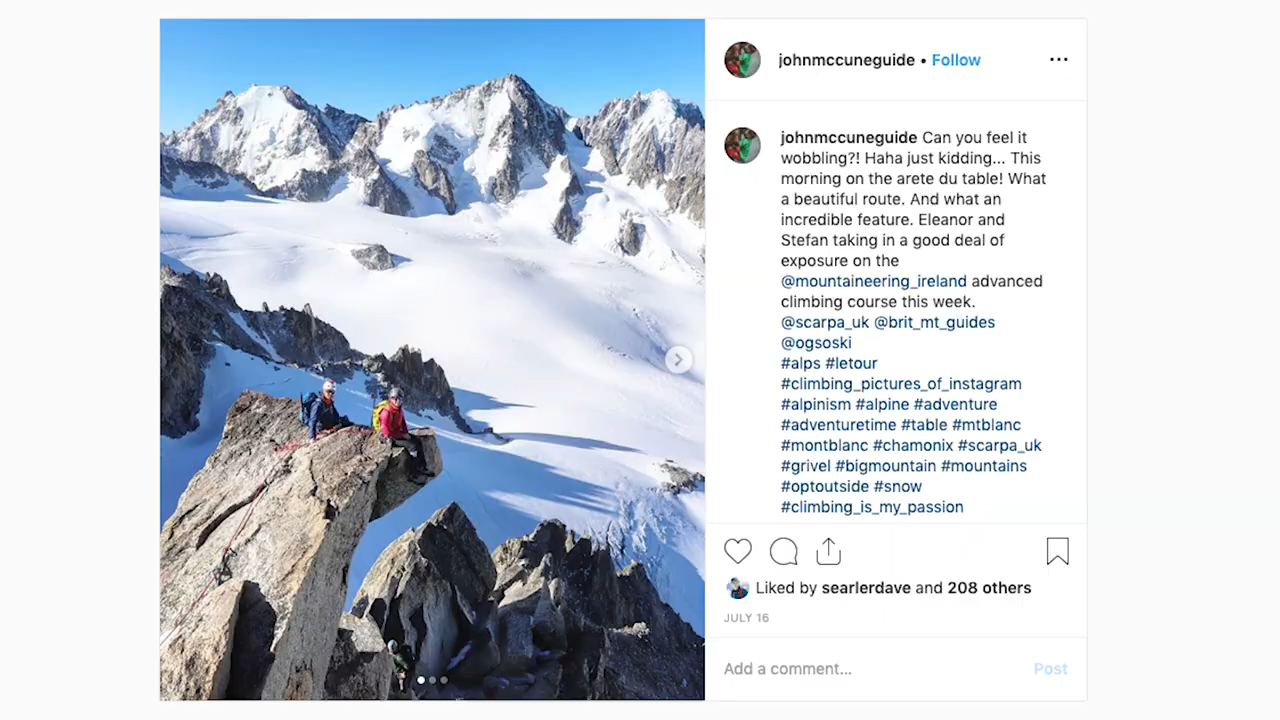 johnmccuneguide • Follow
johnmccuneguide Can you feel it
wobbling?! Haha just kidding... This
morning on the arete du table! What
a beautiful route. And what an
incredible feature. Eleanor and
Stefan taking in a good deal of
exposure on the
@mountaineering_ireland advanced
climbing course this week.
@scarpa_uk @brit_mt_guides
@ogsoski
#alps #letour
#climbing_pictures_of_instagram
#alpinism #alpine #adventure
#adventuretime #table #mtblanc
#montblanc #chamonix #scarpa_uk
#grivel #bigmountain #mountains
#optoutside #snow
#climbing_is_my_passion
Liked by searlerdave and 208 others
JULY 16
Add a comment... Post